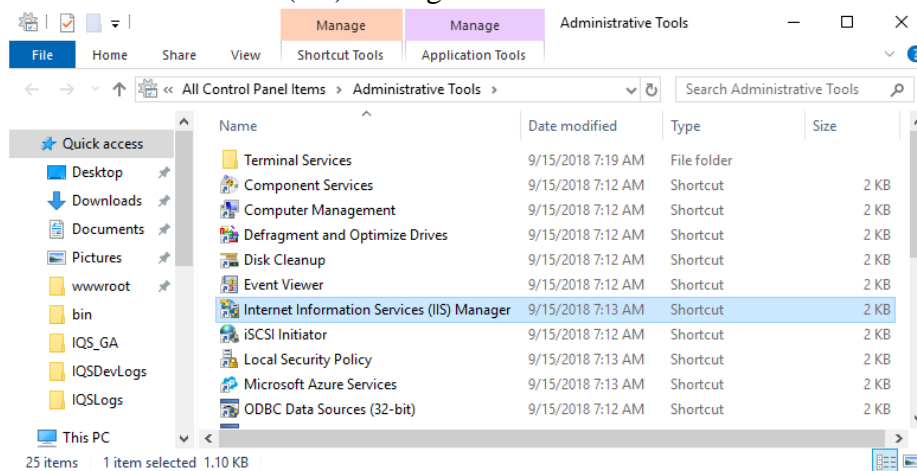 Manage
Manage
Administrative Tools
File
Home
Share
View
Shortcut Tools
Application Tools
« All Control Panel Items > Administrative Tools >
Search Administrative Tools
Name
Date modified
Type
Size
Quick access
Desktop
Downloads
Documents
Pictures
wwwroot
bin
IQS_GA
IQSDevLogs
IQSLogs
This PC
Terminal Services 9/15/2018 7:19 AM File folder
Component Services 9/15/2018 7:12 AM Shortcut 2 KB
Computer Management 9/15/2018 7:12 AM Shortcut 2 KB
Defragment and Optimize Drives 9/15/2018 7:12 AM Shortcut 2 KB
Disk Cleanup 9/15/2018 7:12 AM Shortcut 2 KB
Event Viewer 9/15/2018 7:12 AM Shortcut 2 KB
Internet Information Services (IIS) Manager 9/15/2018 7:13 AM Shortcut 2 KB
iSCSI Initiator 9/15/2018 7:12 AM Shortcut 2 KB
Local Security Policy 9/15/2018 7:13 AM Shortcut 2 KB
Microsoft Azure Services 9/15/2018 7:13 AM Shortcut 2 KB
ODBC Data Sources (32-bit) 9/15/2018 7:12 AM Shortcut 2 KB
25 items 1 item selected 1.10 KB